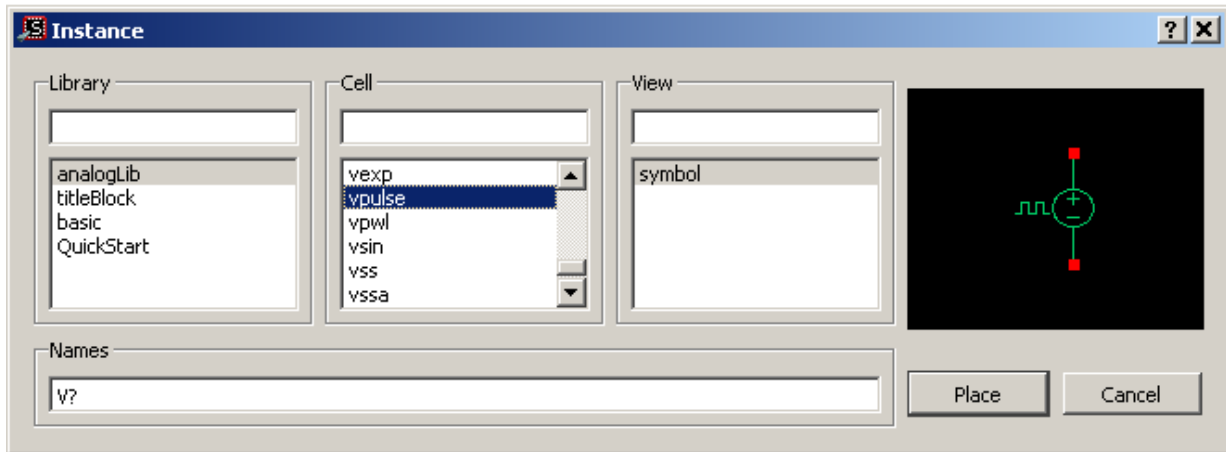 Instance
Library
Cell
View
analogLib
titleBlock
basic
QuickStart
vexp
vpulse
vpwl
vsin
vss
vssa
symbol
Names
V?
Place
Cancel